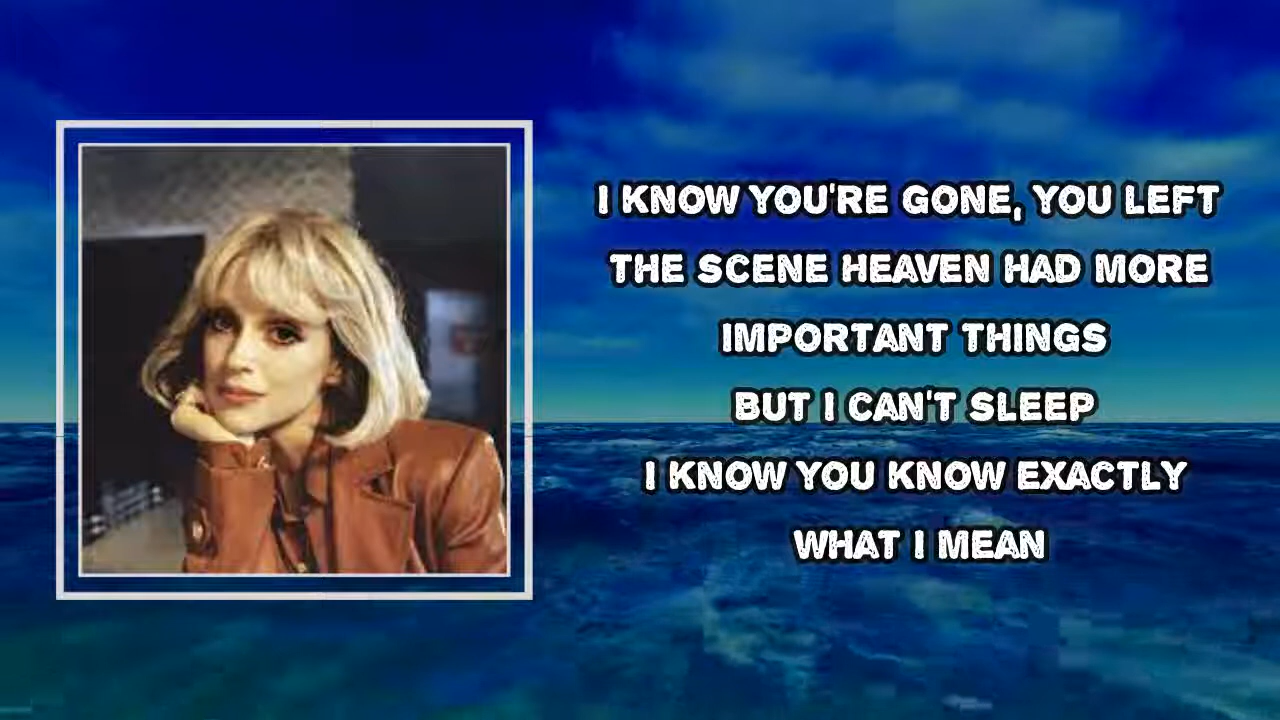 I KNOW YOU'RE GONE, YOU LEFT
THE SCENE HEAVEN HAD MORE
IMPORTANT THINGS
BUT I CAN'T SLEEP
I KNOW YOU KNOW EXACTLY
WHAT I MEAN